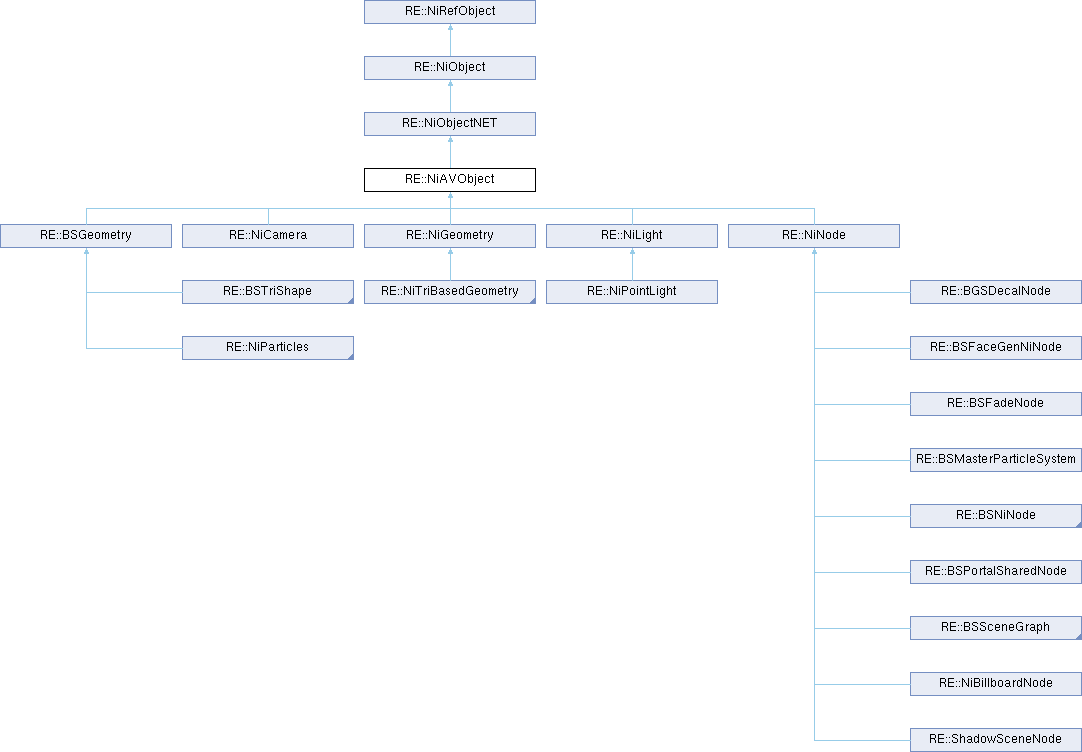 RE::NiRefObject
RE::NiObject
RE::NiObjectNET
RE::NiAVObject
RE::BSGeometry
RE::NiCamera
RE::NiGeometry
RE::NiLight
RE::NiNode
RE::BSTriShape
RE::NiTriBasedGeometry
RE::NiPointLight
RE::BGSDecalNode
RE::NiParticles
RE::BSFaceGenNiNode
RE::BSFadeNode
RE::BSMasterParticleSystem
RE::BSNiNode
RE::BSPortalSharedNode
RE::BSSceneGraph
RE::NiBillboardNode
RE::ShadowSceneNode